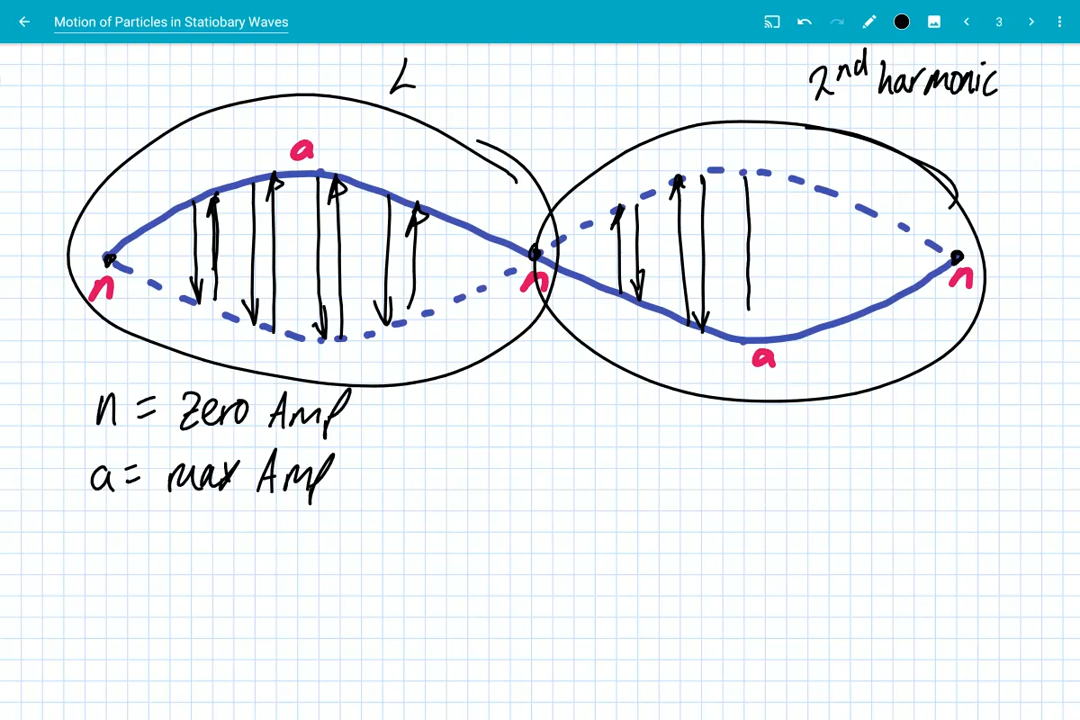 Motion of Particles in Statiobary Waves
3
L
2nd harmonic
a
n
n
n
a
n = Zero Amp
a = max Amp